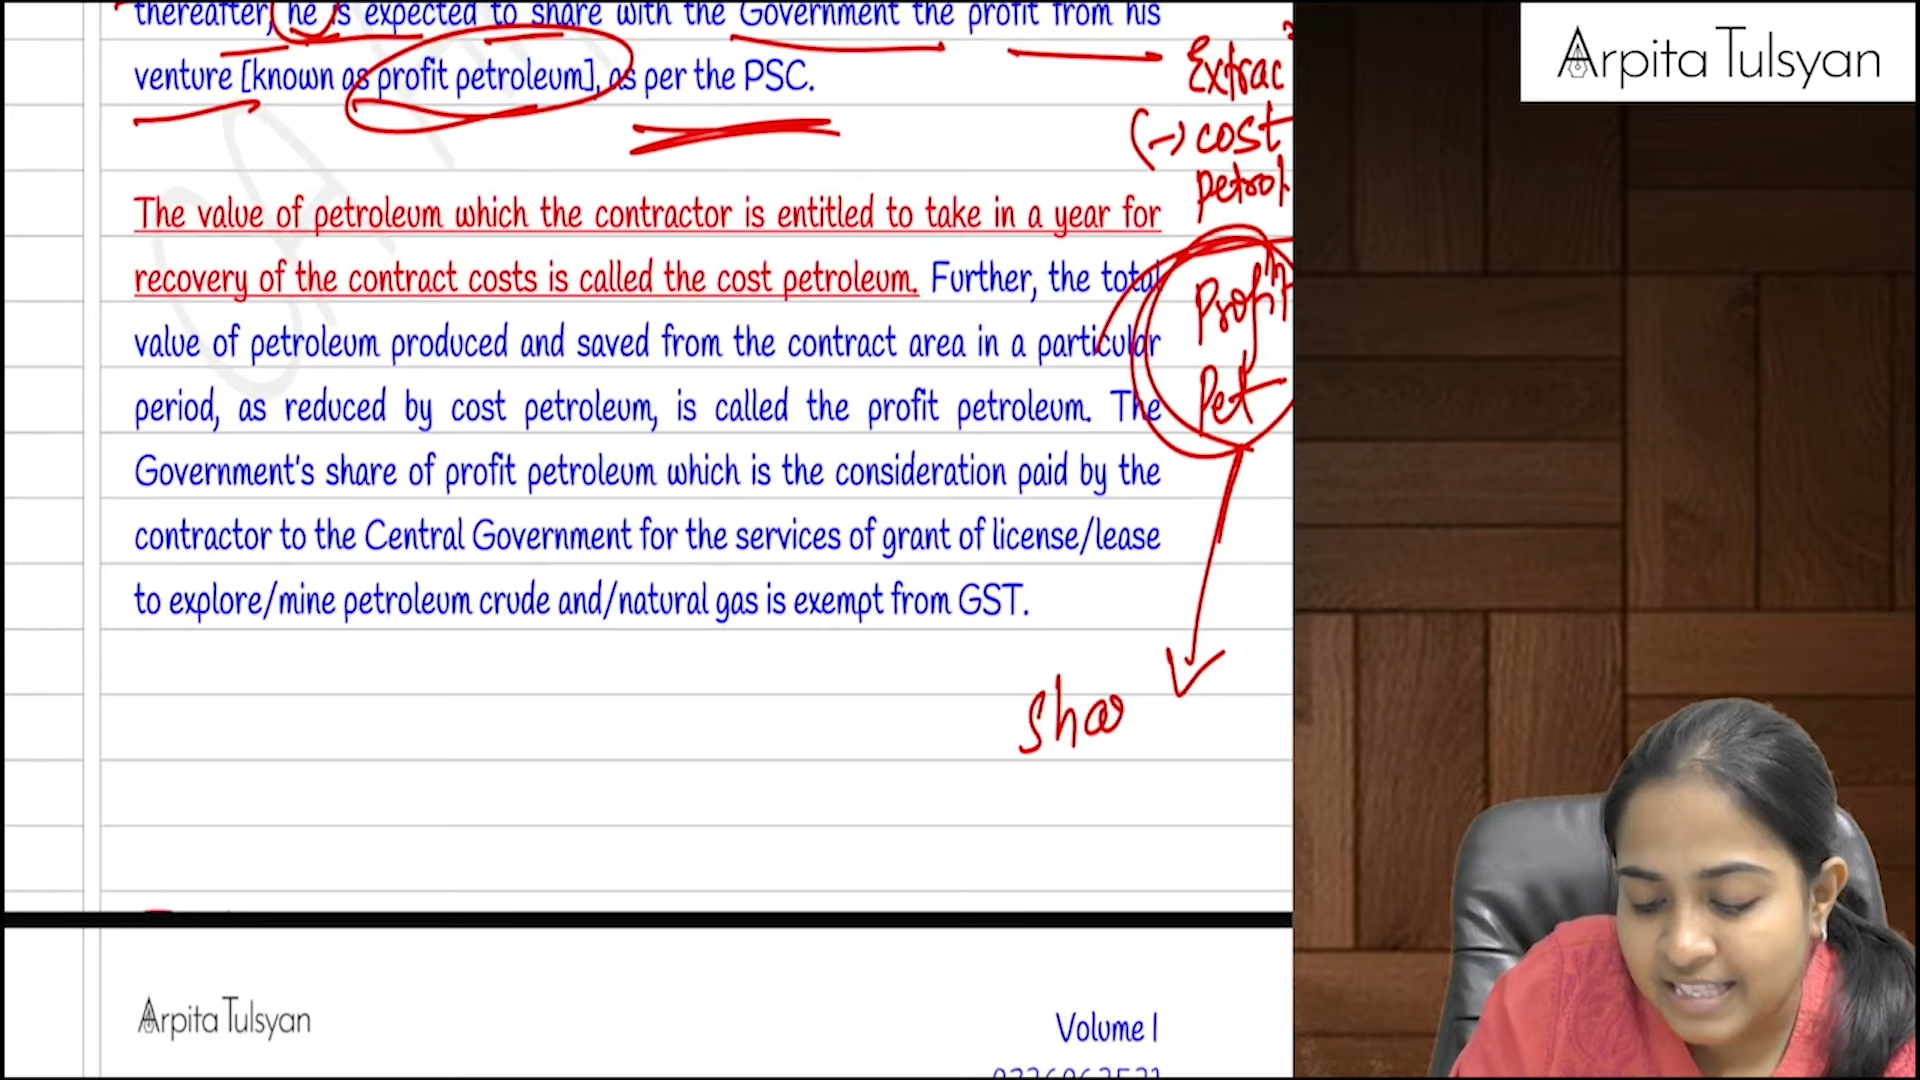 thereafter, he is expected to share with the Government the profit from his
venture [known as profit petroleum], as per the PSC.
The value of petroleum which the contractor is entitled to take in a year for
recovery of the contract costs is called the cost petroleum. Further, the total
value of petroleum produced and saved from the contract area in a particular
period, as reduced by cost petroleum, is called the profit petroleum. The
Government's share of profit petroleum which is the consideration paid by the
contractor to the Central Government for the services of grant of license/lease
to explore/mine petroleum crude and/natural gas is exempt from GST.
Extrac
(-) cost
petrol
Profit
Pet
Shar
Arpita Tulsyan
Arpita Tulsyan
Volume I